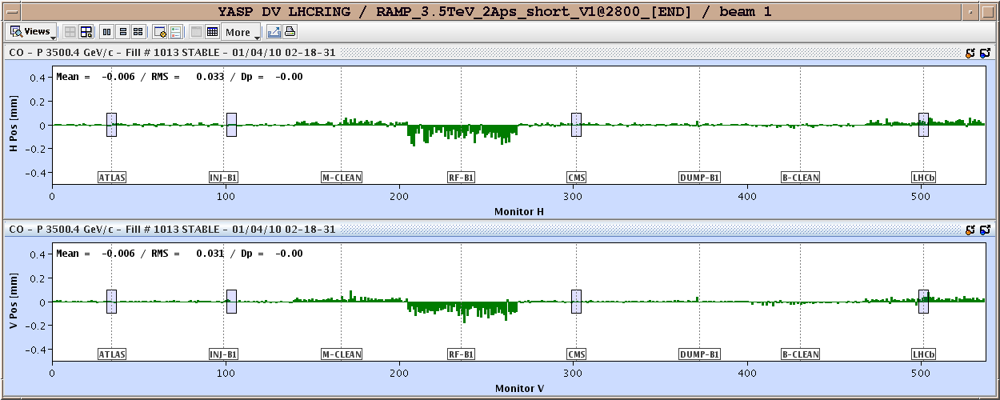 YASP DV LHCRING / RAMP_3.5TeV_2Aps_short_V1@2800_[END] / beam 1
Views More
CO - P 3500.4 GeV/c - Fill # 1013 STABLE - 01/04/10 02-18-31
Mean = -0.006 / RMS = 0.033 / Dp = -0.00
H Pos [mm]
0.4
0.2
0
-0.2
-0.4
ATLAS INJ-B1 M-CLEAN RF-B1 CMS DUMP-B1 B-CLEAN LHCb
0 100 200 300 400 500
Monitor H
CO - P 3500.4 GeV/c - Fill # 1013 STABLE - 01/04/10 02-18-31
Mean = -0.006 / RMS = 0.031 / Dp = -0.00
V Pos [mm]
0.4
0.2
0
-0.2
-0.4
ATLAS INJ-B1 M-CLEAN RF-B1 CMS DUMP-B1 B-CLEAN LHCb
0 100 200 300 400 500
Monitor V